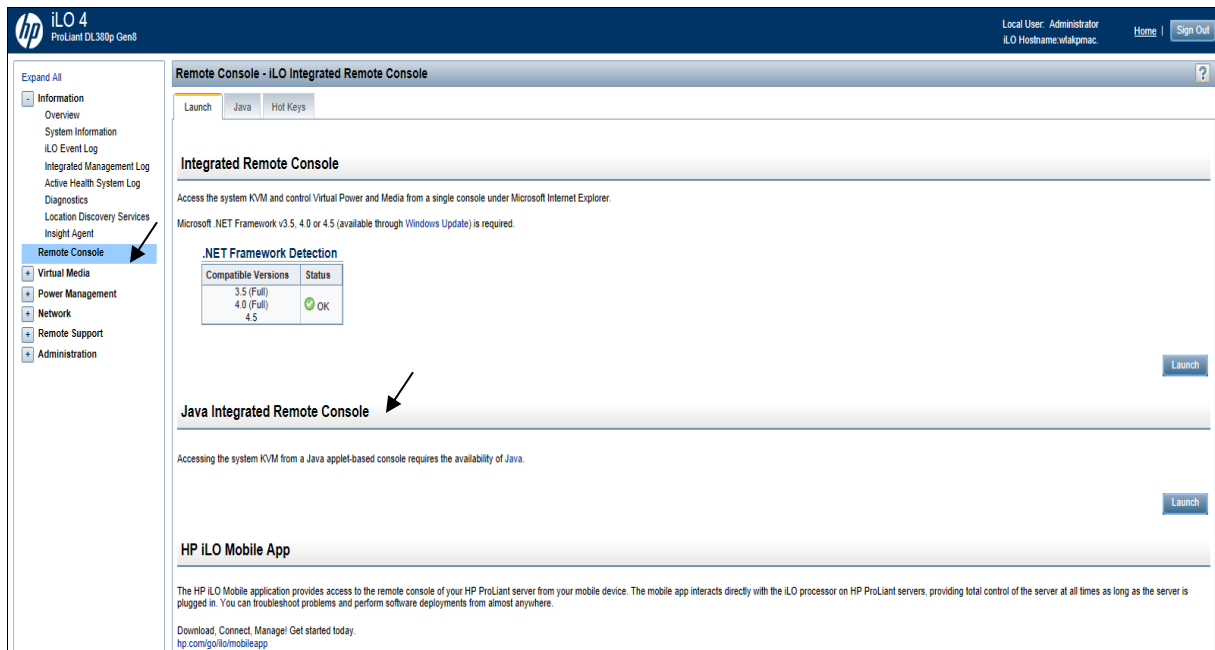 hp
iLO 4
ProLiant DL380p Gen8
Local User: Administrator
iLO Hostname:wlakpmac.
Home |
Sign Out
Expand All
- Information
Overview
System Information
iLO Event Log
Integrated Management Log
Active Health System Log
Diagnostics
Location Discovery Services
Insight Agent
Remote Console
+ Virtual Media
+ Power Management
+ Network
+ Remote Support
+ Administration
Remote Console - iLO Integrated Remote Console
?
Launch Java Hot Keys
Integrated Remote Console
Access the system KVM and control Virtual Power and Media from a single console under Microsoft Internet Explorer.
Microsoft .NET Framework v3.5, 4.0 or 4.5 (available through Windows Update) is required.
.NET Framework Detection
Compatible Versions Status
3.5 (Full)
4.0 (Full)
4.5
OK
Launch
Java Integrated Remote Console
Accessing the system KVM from a Java applet-based console requires the availability of Java.
Launch
HP iLO Mobile App
The HP iLO Mobile application provides access to the remote console of your HP ProLiant server from your mobile device. The mobile app interacts directly with the iLO processor on HP ProLiant servers, providing total control of the server at all times as long as the server is
plugged in. You can troubleshoot problems and perform software deployments from almost anywhere.
Download, Connect, Manage! Get started today.
hp.com/go/ilo/mobileapp